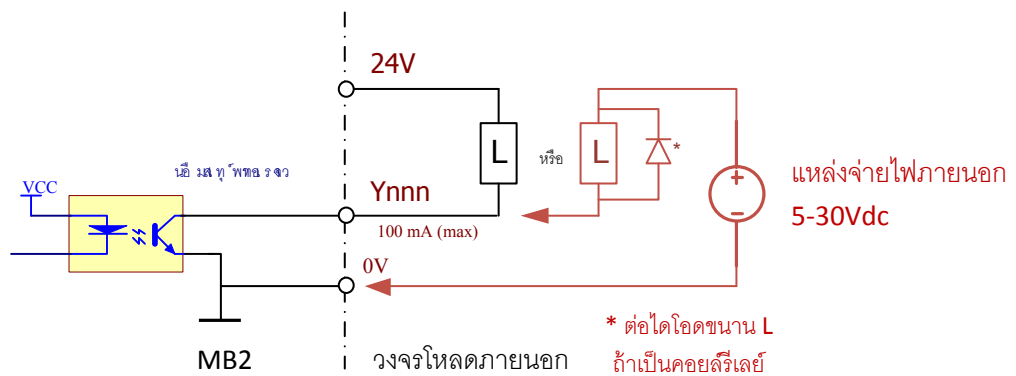 24V
L
หรือ
L
*
VCC
Ynnn
100 mA (max)
แหล่งจ่ายไฟภายนอก
5-30Vdc
0V
MB2
วงจรโหลดภายนอก
* ต่อไดโอดขนาน L
ถ้าเป็นคอยล์รีเลย์